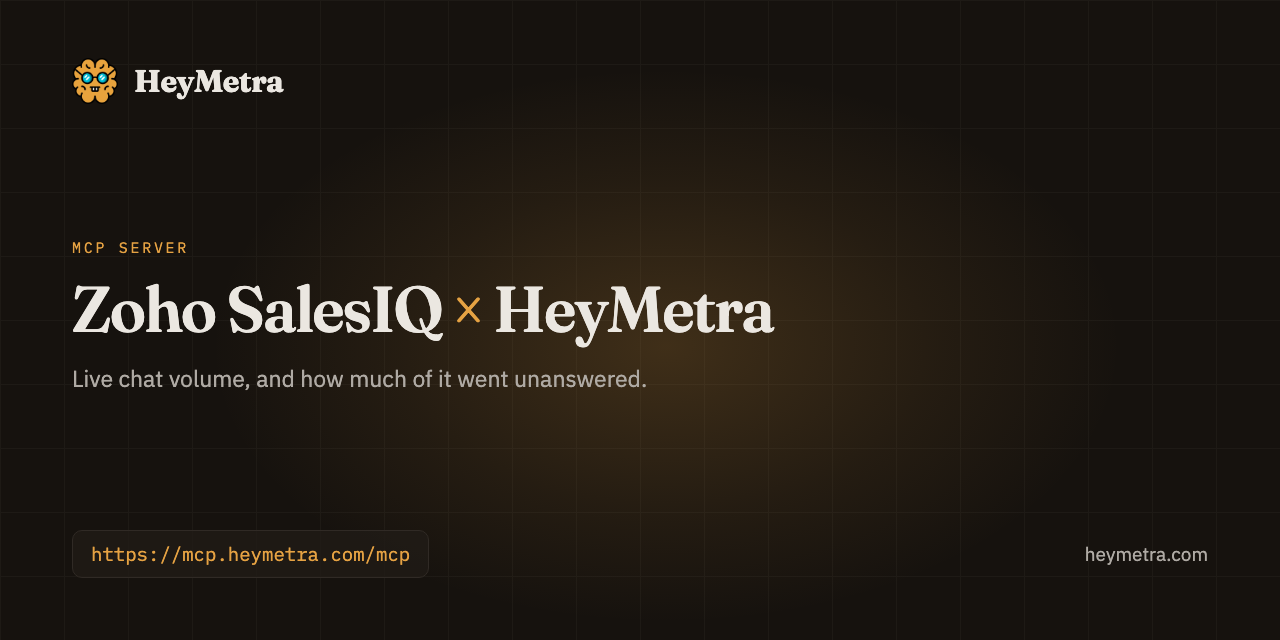 HeyMetra
MCP SERVER
Zoho SalesIQ × HeyMetra
Live chat volume, and how much of it went unanswered.
https://mcp.heymetra.com/mcp
heymetra.com